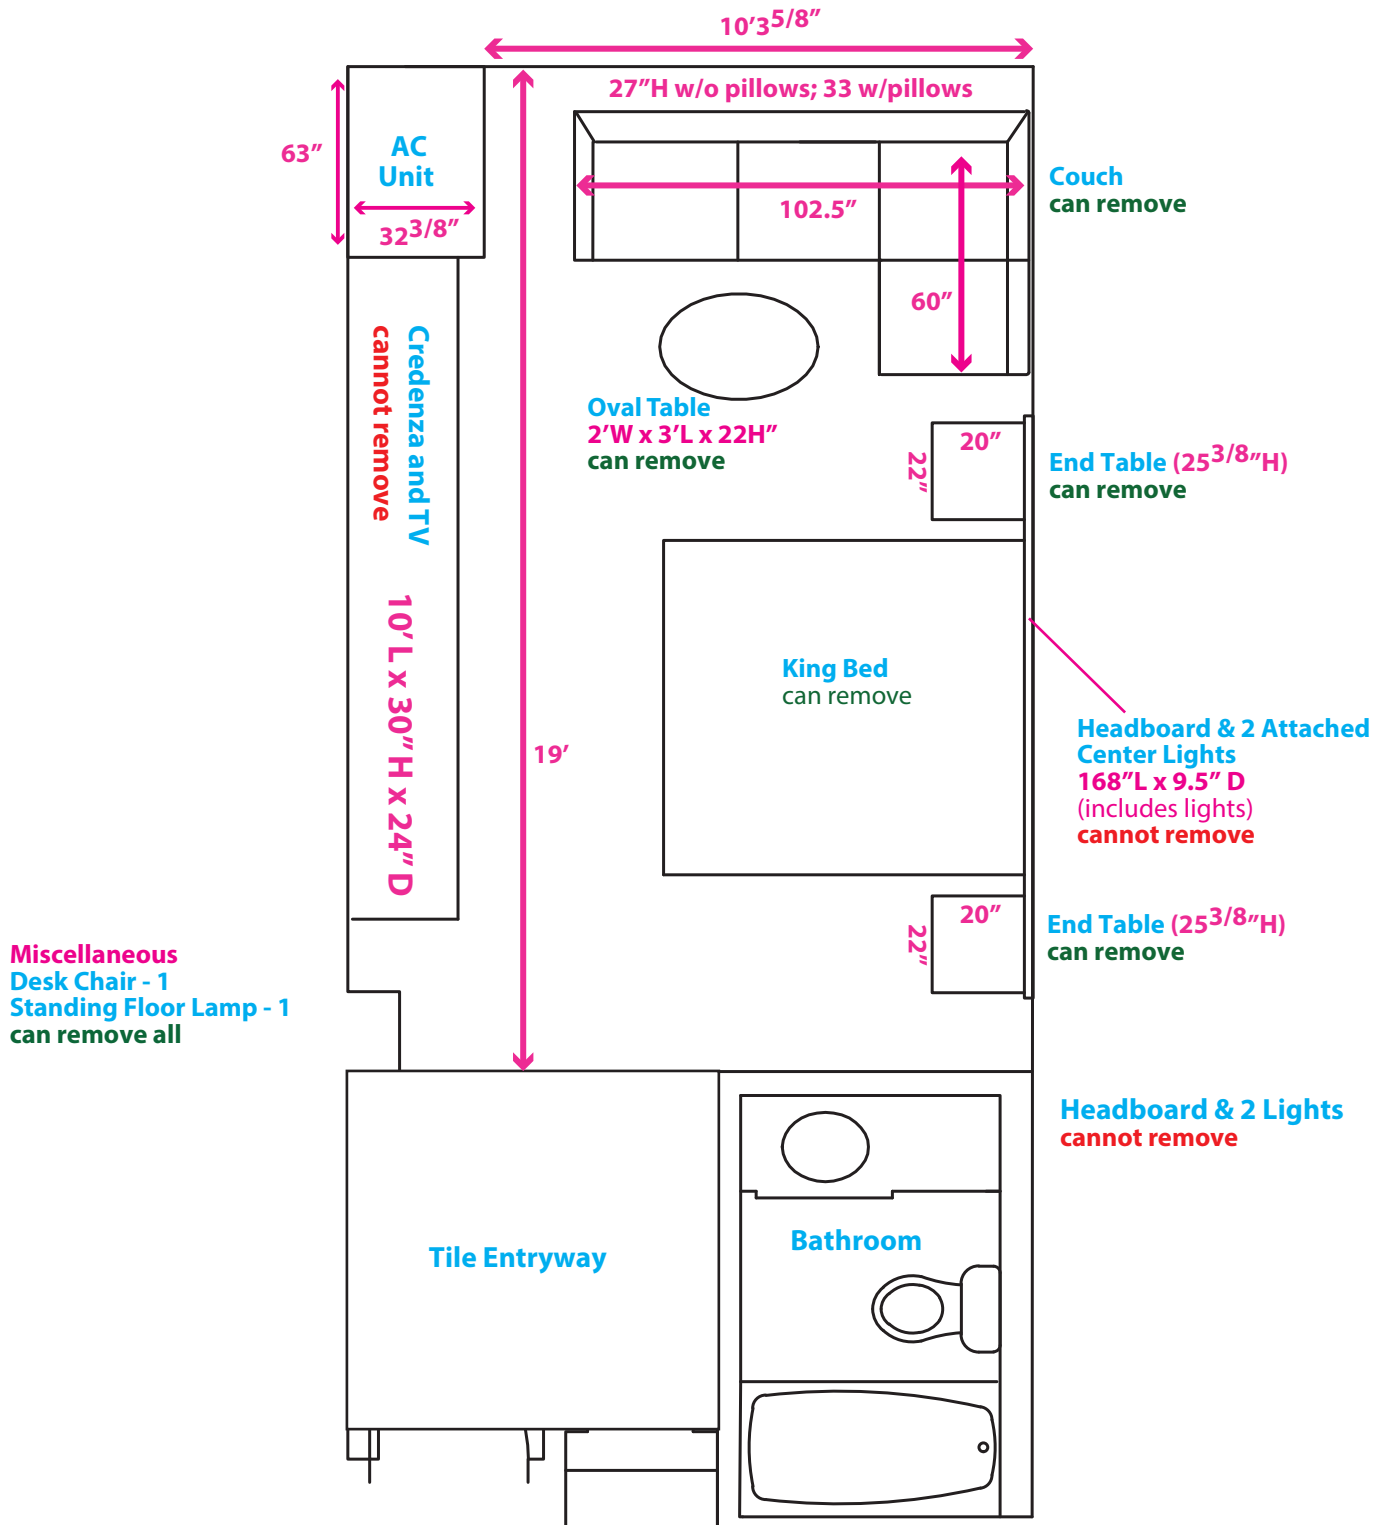 10’3 5/8”
27”H w/o pillows; 33 w/pillows
63”
AC
Unit
32 3/8”
102.5”
60”
Couch
can remove
Credenza and TV
cannot remove
10’ L x 30” H x 24” D
Oval Table
2’W x 3’L x 22H”
can remove
20”
22”
End Table (25 3/8”H)
can remove
King Bed
can remove
19’
Headboard & 2 Attached
Center Lights
168”L x 9.5” D
(includes lights)
cannot remove
20”
22”
End Table (25 3/8”H)
can remove
Miscellaneous
Desk Chair - 1
Standing Floor Lamp - 1
can remove all
Headboard & 2 Lights
cannot remove
Tile Entryway
Bathroom